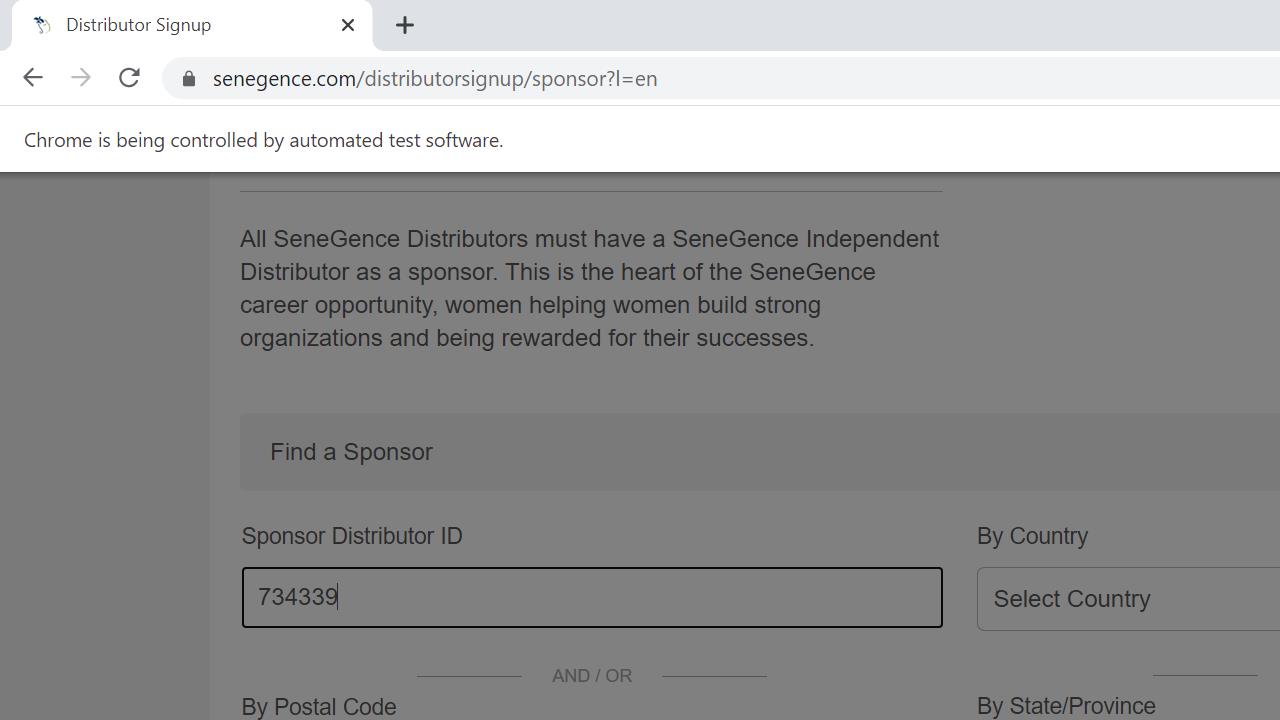 Distributor Signup
senegence.com/distributorsignup/sponsor?l=en
Chrome is being controlled by automated test software.
All SeneGence Distributors must have a SeneGence Independent
Distributor as a sponsor. This is the heart of the SeneGence
career opportunity, women helping women build strong
organizations and being rewarded for their successes.
Find a Sponsor
Sponsor Distributor ID
By Country
734339
Select Country
AND / OR
By Postal Code
By State/Province